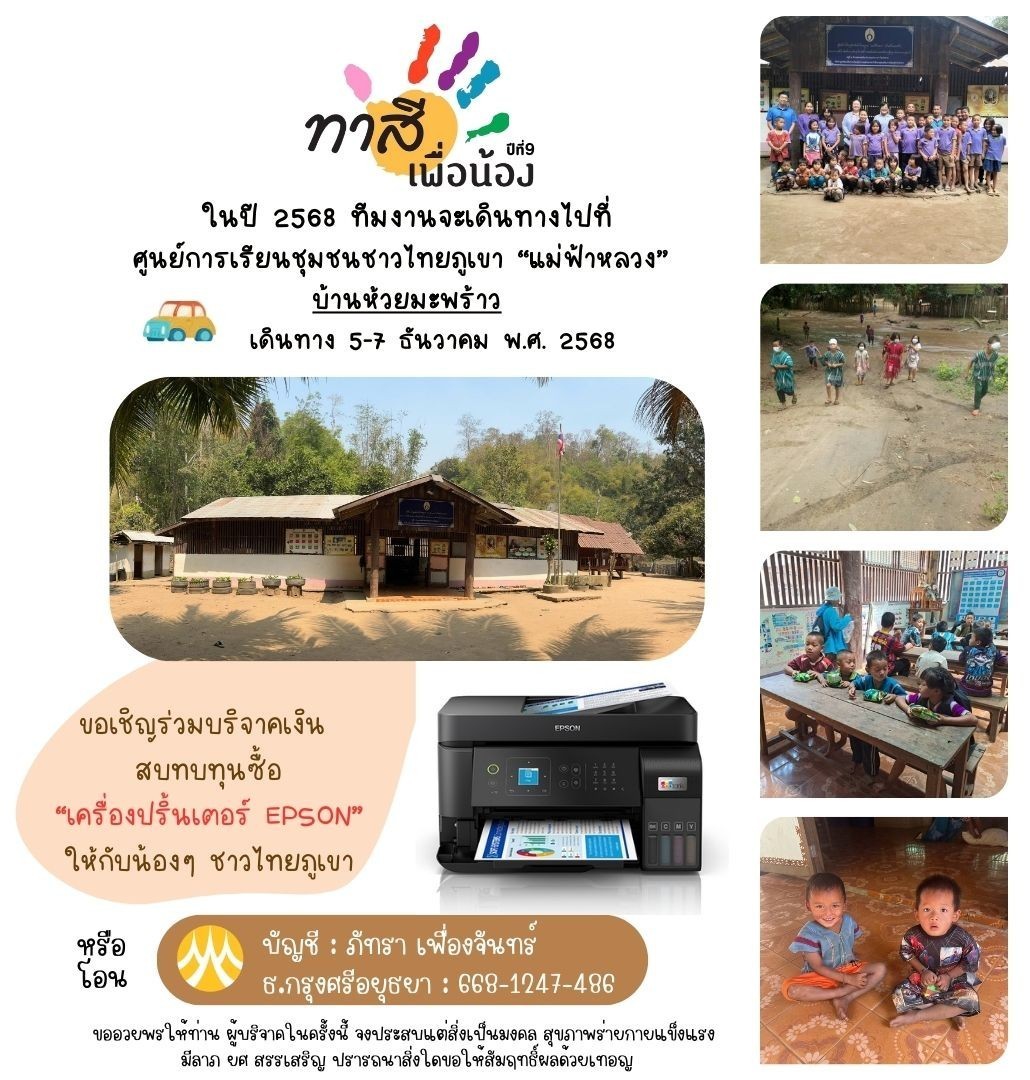 ทาสี
เพื่อน้อง
ปีที่9
ในปี 2568 ทีมงานจะเดินทางไปที่
ศูนย์การเรียนชุมชนชาวไทยภูเขา “แม่ฟ้าหลวง”
บ้านห้วยมะพร้าว
เดินทาง 5-7 ธันวาคม พ.ศ. 2568
ขอเชิญร่วมบริจาคเงิน
สบทบทุนซื้อ
“เครื่องปริ้นเตอร์ EPSON”
ให้กับน้องๆ ชาวไทยภูเขา
EPSON
BK C M Y
หรือ
โอน
บัญชี : ภัทรา เฟื่องจันทร์
ธ.กรุงศรีอยุธยา : 668-1247-486
ขออวยพรให้ท่าน ผู้บริจาคในครั้งนี้ จงประสบแต่สิ่งเป็นมงคล สุขภาพร่ายกายแข็งแรง
มีลาภ ยศ สรรเสริญ ปรารถนาสิ่งใดขอให้สัมฤทธิ์ผลด้วยเทอญ